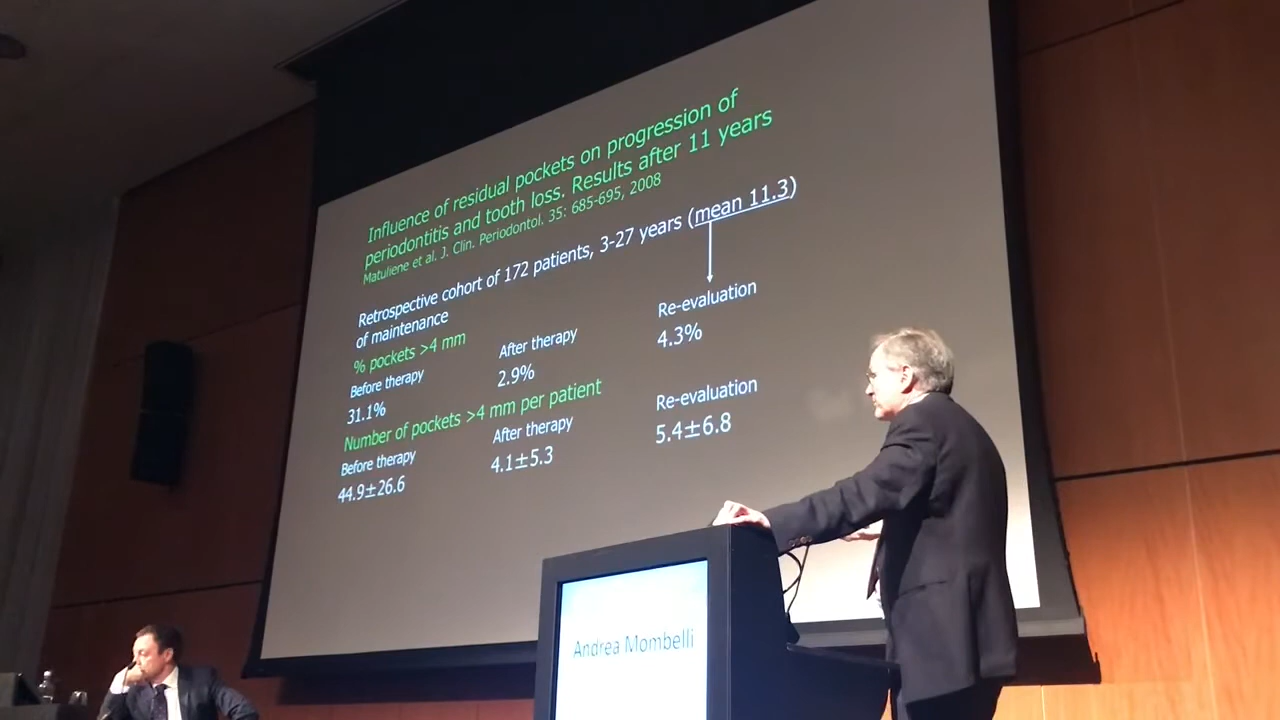 Influence of residual pockets on progression of
periodontitis and tooth loss. Results after 11 years
Matuliene et al. J. Clin. Periodontol. 35: 685-695, 2008
Retrospective cohort of 172 patients, 3-27 years (mean 11.3)
of maintenance
% pockets >4 mm
Before therapy After therapy Re-evaluation
31.1% 2.9% 4.3%
Number of pockets >4 mm per patient
Before therapy After therapy Re-evaluation
44.9±26.6 4.1±5.3 5.4±6.8
Andrea Mombelli